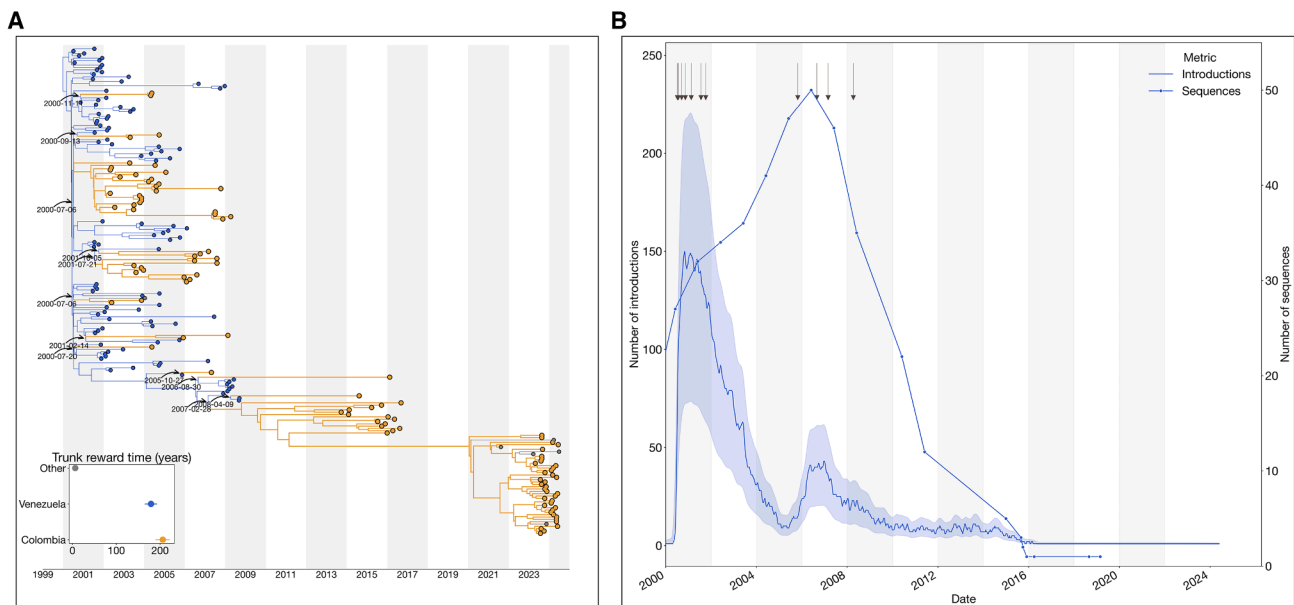 A
2000-11-1
2000-09-13
2000-07-06
2001-10-05
2001-07-21
2000-07-06
2001-02-14
2000-07-20
2005-10-27
2006-08-30
2008-04-09
2007-02-28
Trunk reward time (years)
Other
Venezuela
Colombia
0 100 200
1999 2001 2003 2005 2007 2009 2011 2013 2015 2017 2019 2021 2023
B
250
200
150
100
50
0
Number of introductions
Metric
Introductions
Sequences
50
40
30
20
10
0
Number of sequences
2000 2004 2008 2012 2016 2020 2024
Date